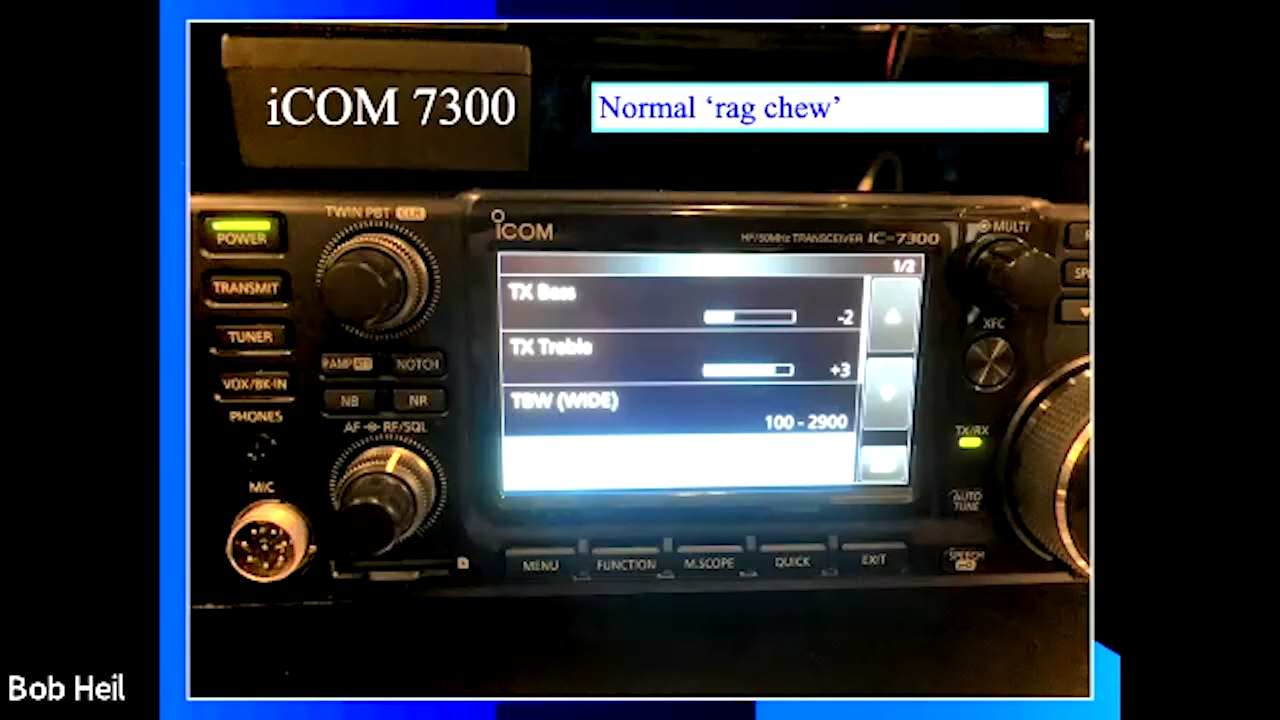 iCOM 7300
Normal ‘rag chew’
TWIN PBT CLR
POWER
ICOM
HF/50MHz TRANSCEIVER IC-7300
MULTI
1/2
TRANSMIT
TX Bass
-2
TUNER
TX Treble
+3
XFC
P.AMP ATT
NOTCH
VOX/BK-IN
NB
NR
TBW (WIDE)
100 - 2900
PHONES
AF RF/SQL
TX/RX
MIC
AUTO
TUNE
MENU
FUNCTION
M.SCOPE
QUICK
EXIT
SPEECH
Bob Heil